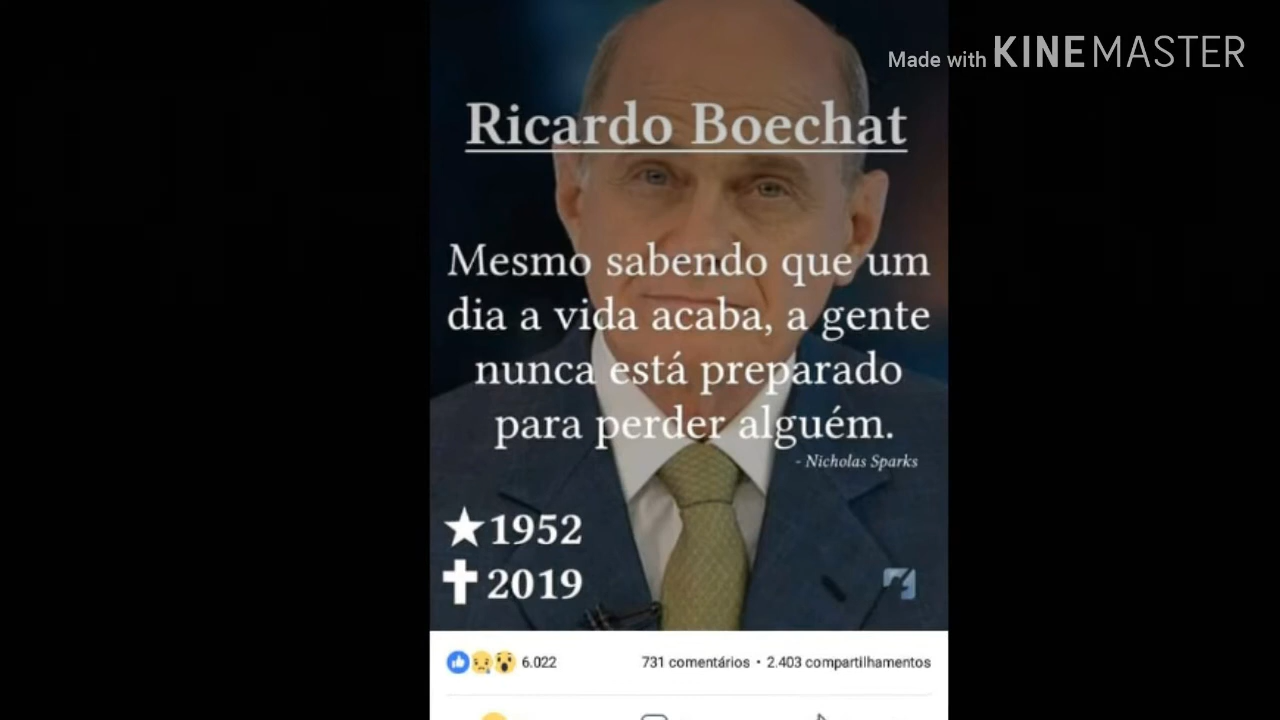 Made with KINEMASTER
Ricardo Boechat
Mesmo sabendo que um
dia a vida acaba, a gente
nunca está preparado
para perder alguém.
- Nicholas Sparks
★1952
✝2019
6.022 731 comentários • 2.403 compartilhamentos